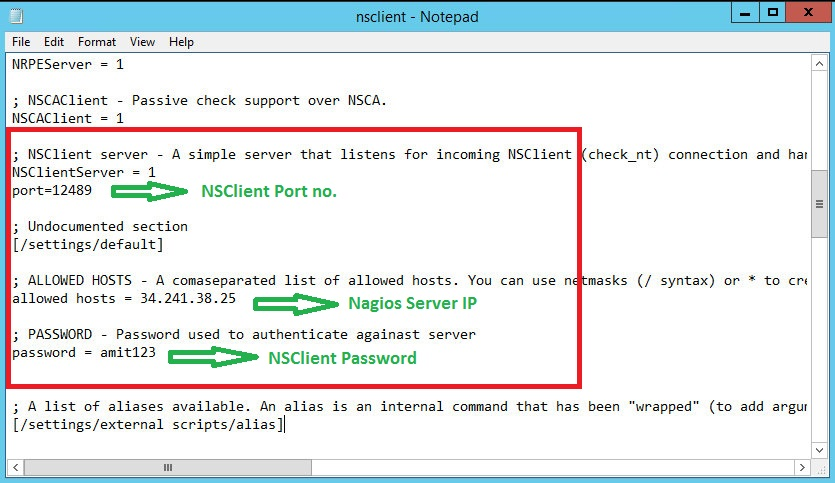 nsclient - Notepad
File Edit Format View Help
NRPEServer = 1
; NSCAClient - Passive check support over NSCA.
NSCAClient = 1
; NSClient server - A simple server that listens for incoming NSClient (check_nt) connection and han
NSClientServer = 1
port=12489 NSClient Port no.
; Undocumented section
[/settings/default]
; ALLOWED HOSTS - A comaseparated list of allowed hosts. You can use netmasks (/ syntax) or * to cre
allowed hosts = 34.241.38.25 Nagios Server IP
; PASSWORD - Password used to authenticate againast server
password = amit123 NSClient Password
; A list of aliases available. An alias is an internal command that has been "wrapped" (to add argum
[/settings/external scripts/alias]